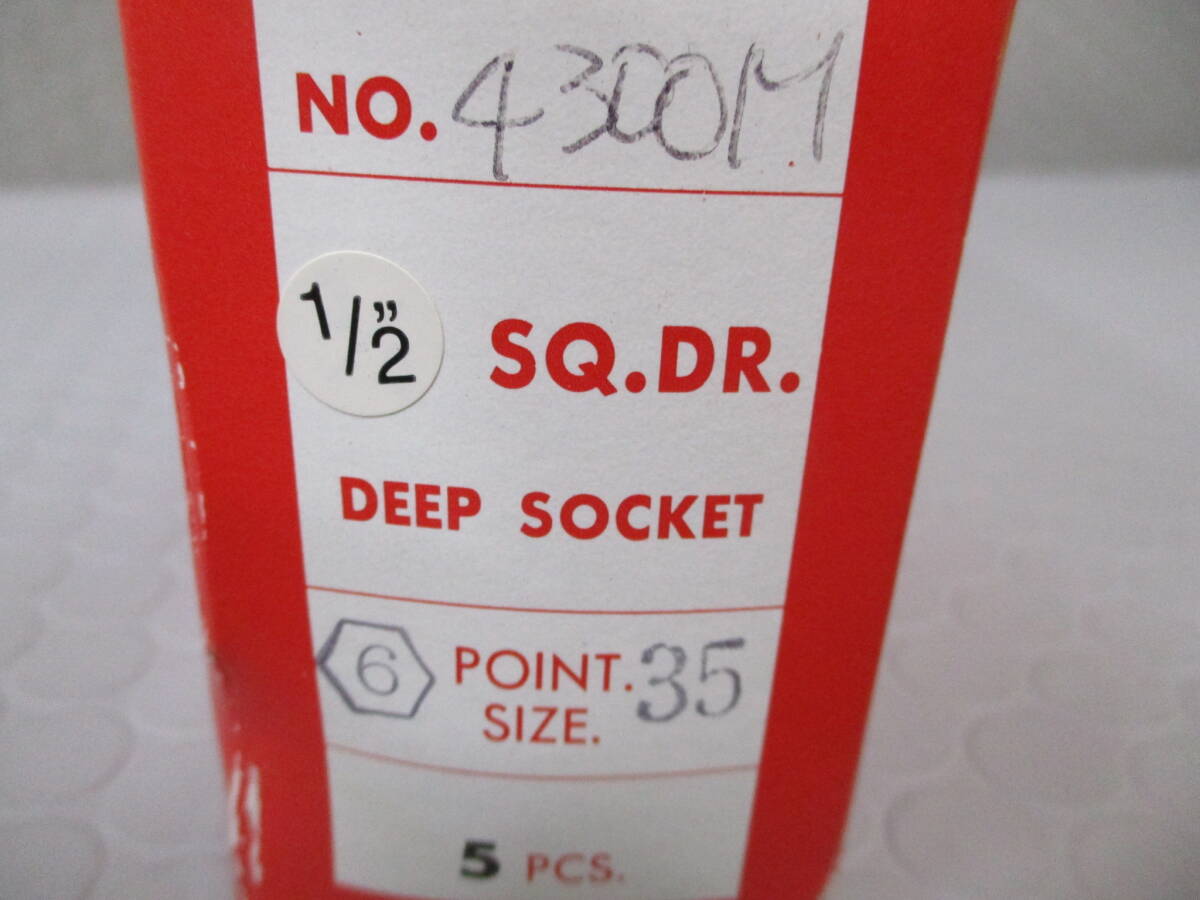 NO. 4300M
1/2" SQ.DR.
DEEP SOCKET
6 POINT. 35
SIZE.
5 PCS.